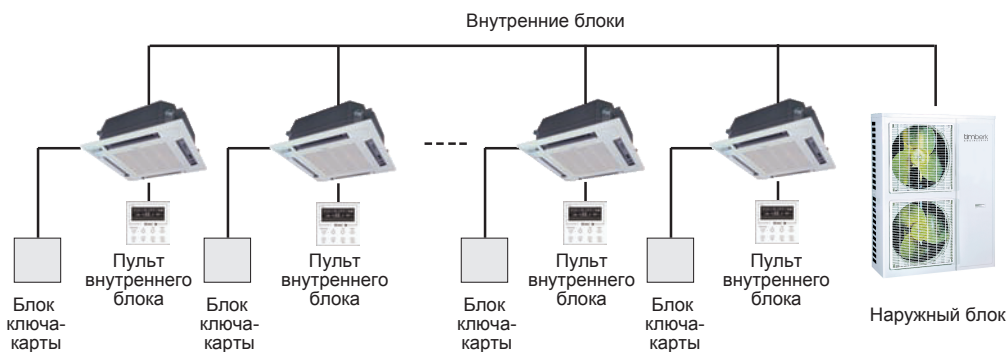 Внутренние блоки
timberk
Пульт
внутреннего
блока
Пульт
внутреннего
блока
Пульт
внутреннего
блока
Пульт
внутреннего
блока
Блок
ключа-
карты
Блок
ключа-
карты
Блок
ключа-
карты
Блок
ключа-
карты
Наружный блок